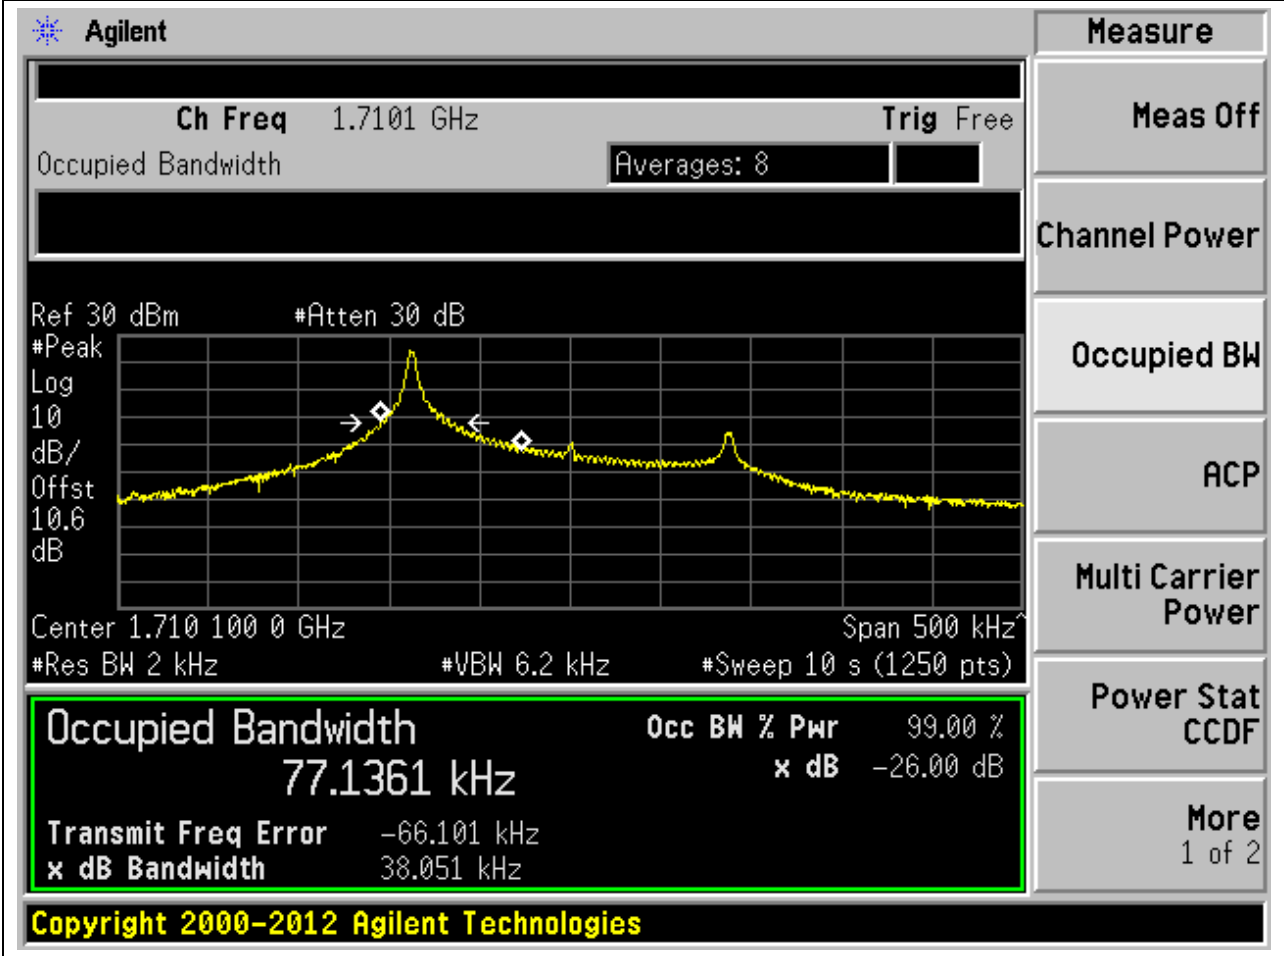 Agilent
Measure
Ch Freq 1.7101 GHz Trig Free
Occupied Bandwidth Averages: 8
Meas Off
Channel Power
Occupied BW
ACP
Multi Carrier
Power
Power Stat
CCDF
More
1 of 2
Ref 30 dBm #Atten 30 dB
#Peak
Log
10
dB/
Offst
10.6
dB
Center 1.710 100 0 GHz Span 500 kHz^
#Res BW 2 kHz #VBW 6.2 kHz #Sweep 10 s (1250 pts)
Occupied Bandwidth Occ BW % Pwr 99.00 %
77.1361 kHz x dB -26.00 dB
Transmit Freq Error -66.101 kHz
x dB Bandwidth 38.051 kHz
Copyright 2000-2012 Agilent Technologies